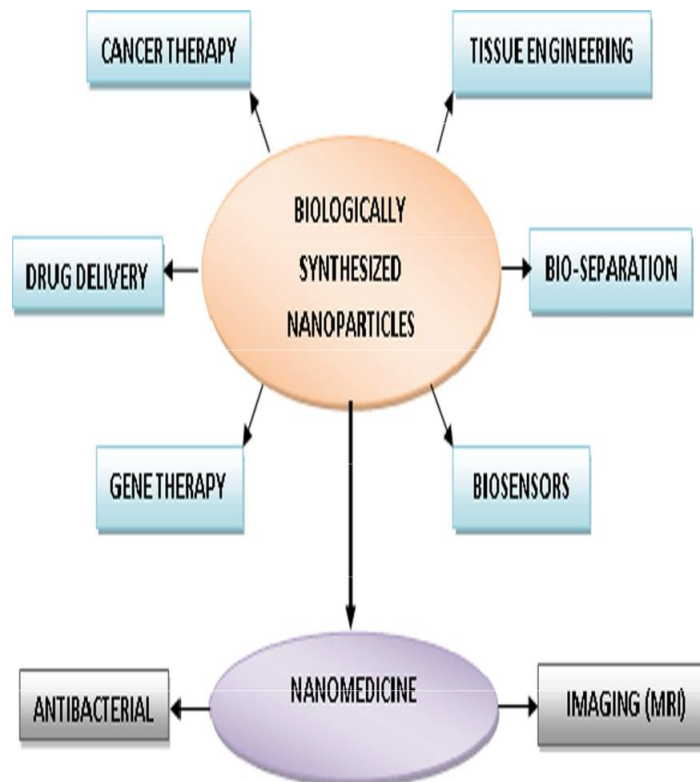 CANCER THERAPY
TISSUE ENGINEERING
BIOLOGICALLY
SYNTHESIZED
NANOPARTICLES
DRUG DELIVERY
BIO-SEPARATION
GENE THERAPY
BIOSENSORS
NANOMEDICINE
ANTIBACTERIAL
IMAGING (MRI)